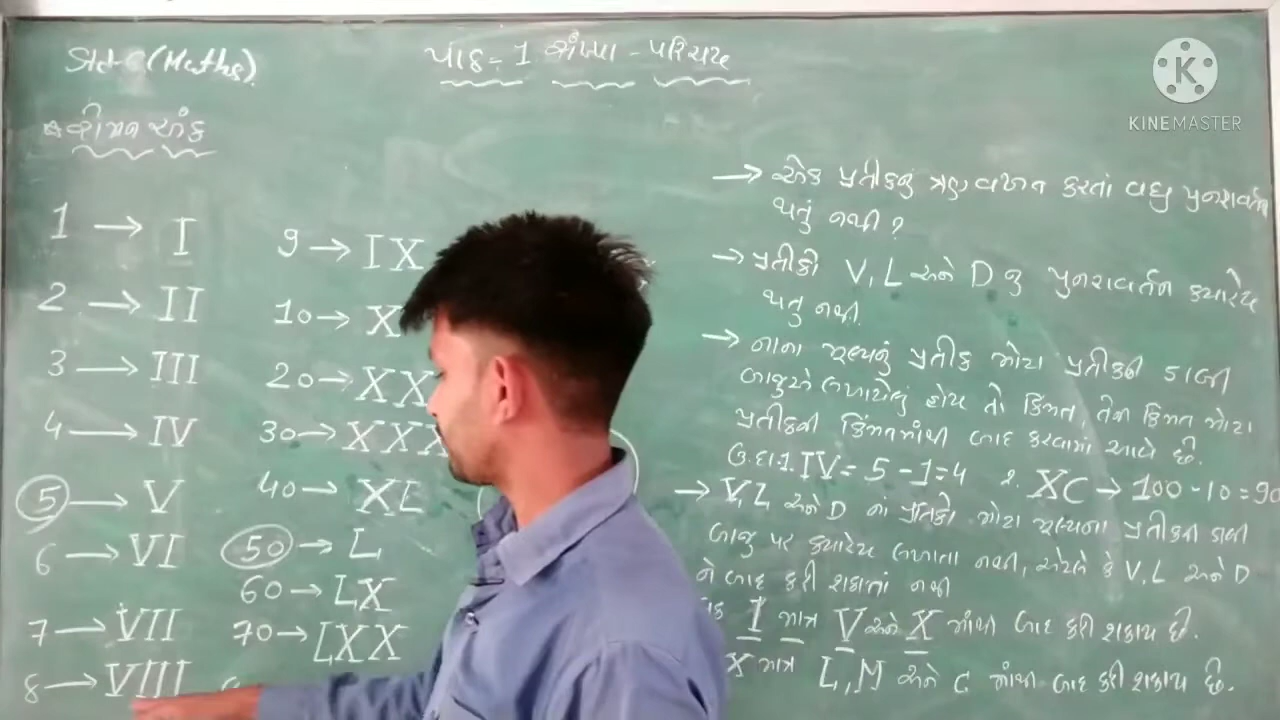 (Maths)
પાઠ-1 સંખ્યા - પરિચય
રોમન અંક
1 → I
2 → II
3 → III
4 → IV
5 → V
6 → VI
7 → VII
8 → VIII
9 → IX
10 → X
20 → XX
30 → XXX
40 → XL
50 → L
60 → LX
70 → LXX
→ એક પ્રતીકનું ત્રણ વખત કરતાં વધુ પુનરાવર્તન
થતું નથી?
→ પ્રતીકો V, L અને D નુ પુનરાવર્તન ક્યારેય
થતુ નથી.
→ નાના મૂલ્યનું પ્રતીક મોટા પ્રતીકની ડાબી
બાજુએ લખાયેલું હોય તો કિંમત, તેની કિંમત મોટા
પ્રતીકની કિંમતમાંથી બાદ કરવામાં આવે છે.
ઉ.દા.1. IV = 5 - 1 = 4 2. XC → 100 - 10 = 90
→ V, L અને D નાં પ્રતિકો મોટા મૂલ્યના પ્રતીકની ડાબી
બાજુ પર ક્યારેય લખાતા નથી, એટલે કે V, L અને D
ને બાદ કરી શકાતાં નથી
I માત્ર V અને X માંથી બાદ કરી શકાય છે.
X માત્ર L, M અને C માંથી બાદ કરી શકાય છે.
KINEMASTER